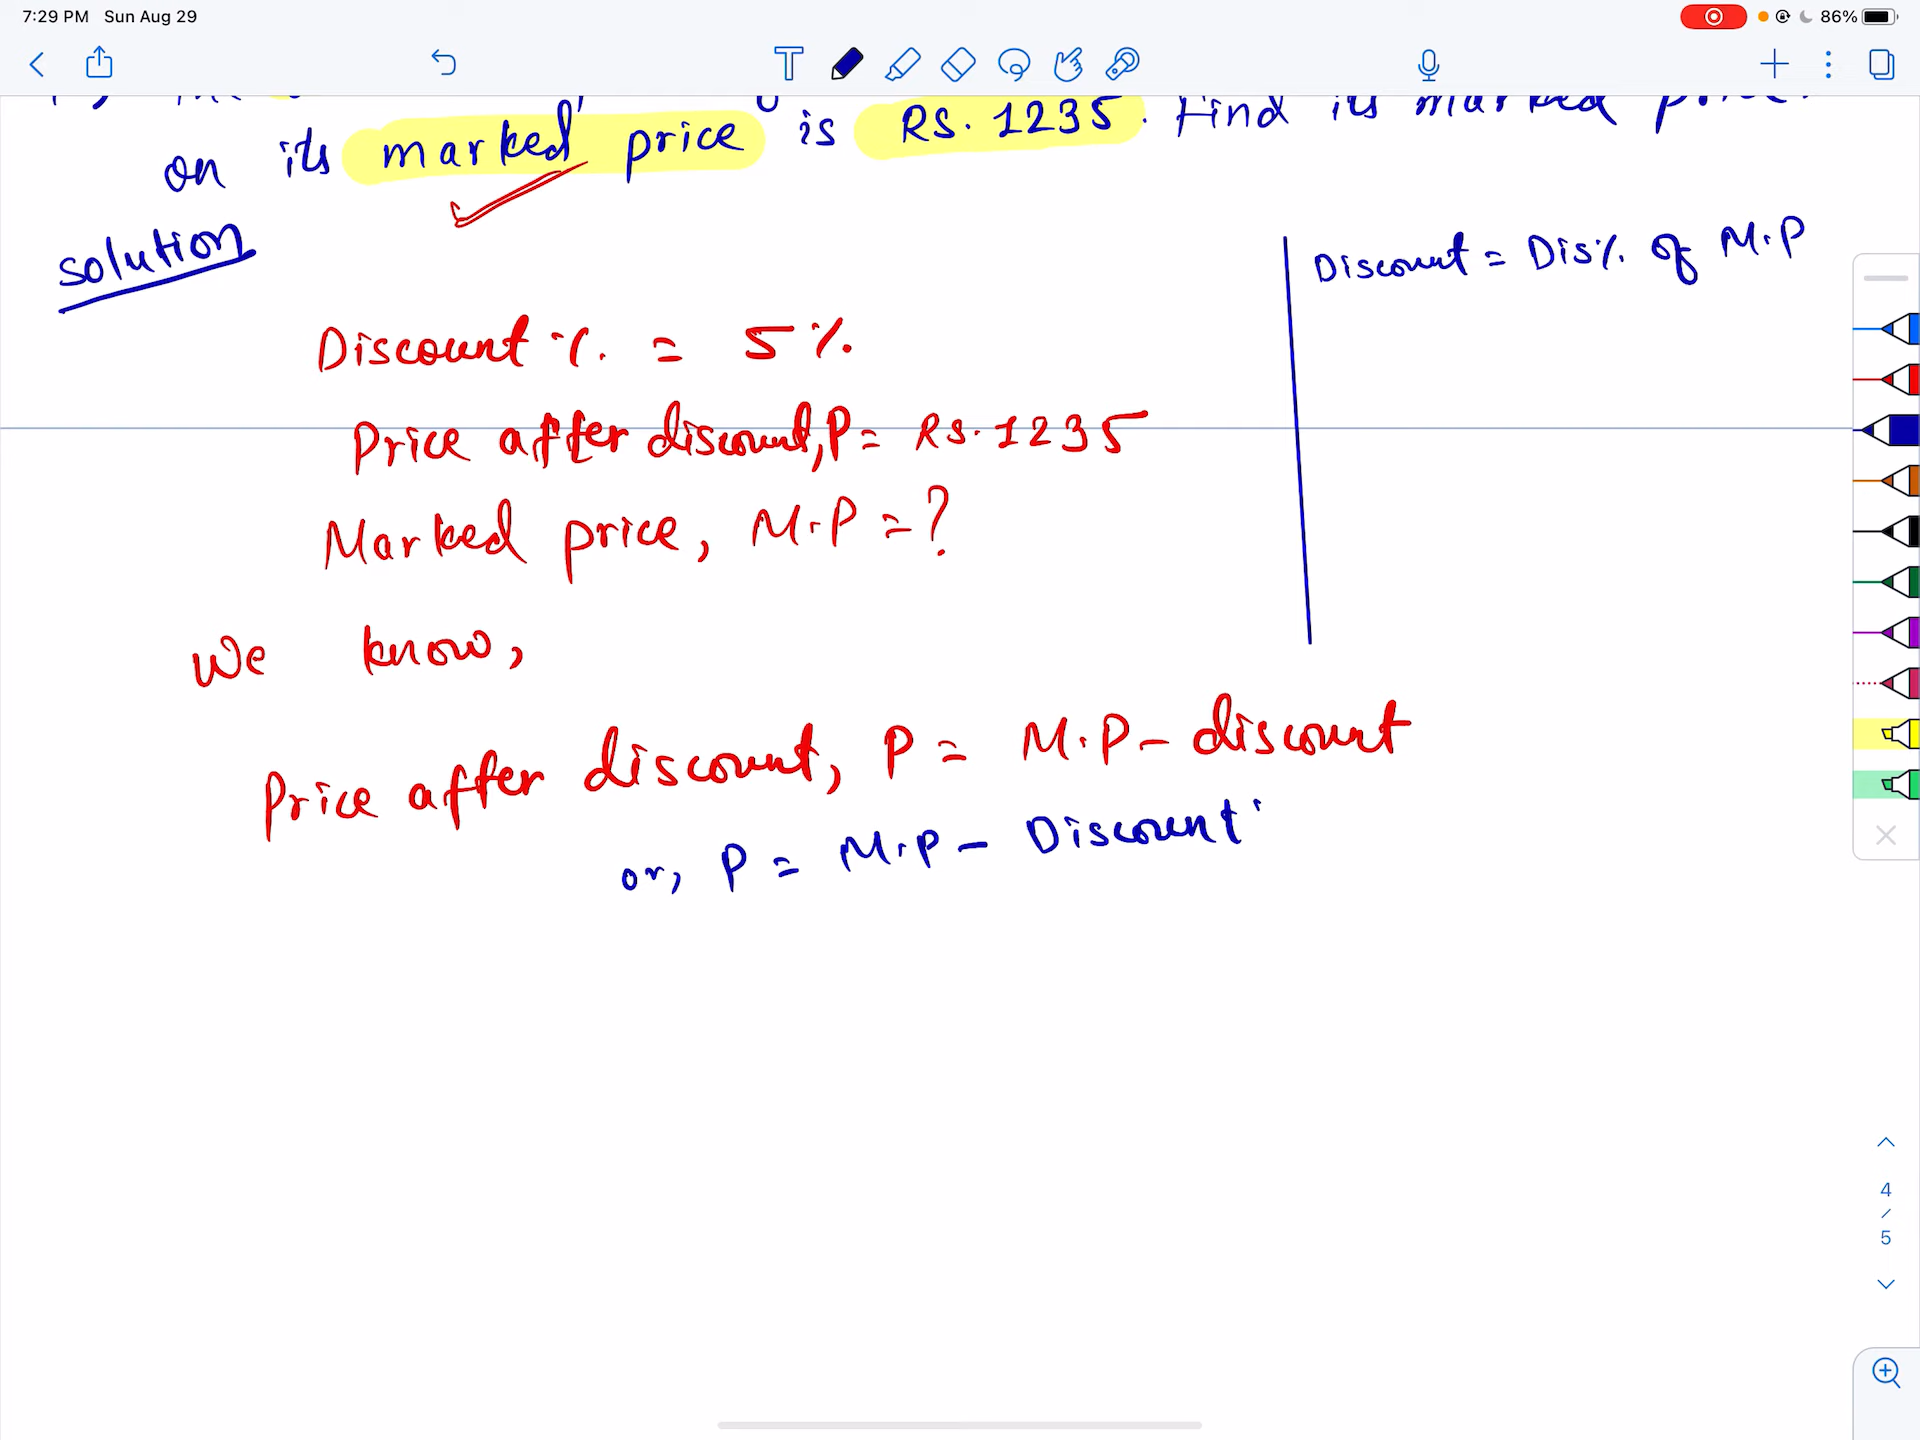 7:29 PM Sun Aug 29
86%
is RS. 1235. Find its marked price.
on its marked price
solution
Discount = Dis% of M.P
Discount %. = 5 %.
Price after discount, P = RS. 1235
Marked price, M.P = ?
We know,
Price after discount, P = M.P - discount
or, P = M.P - Discount
4
/
5